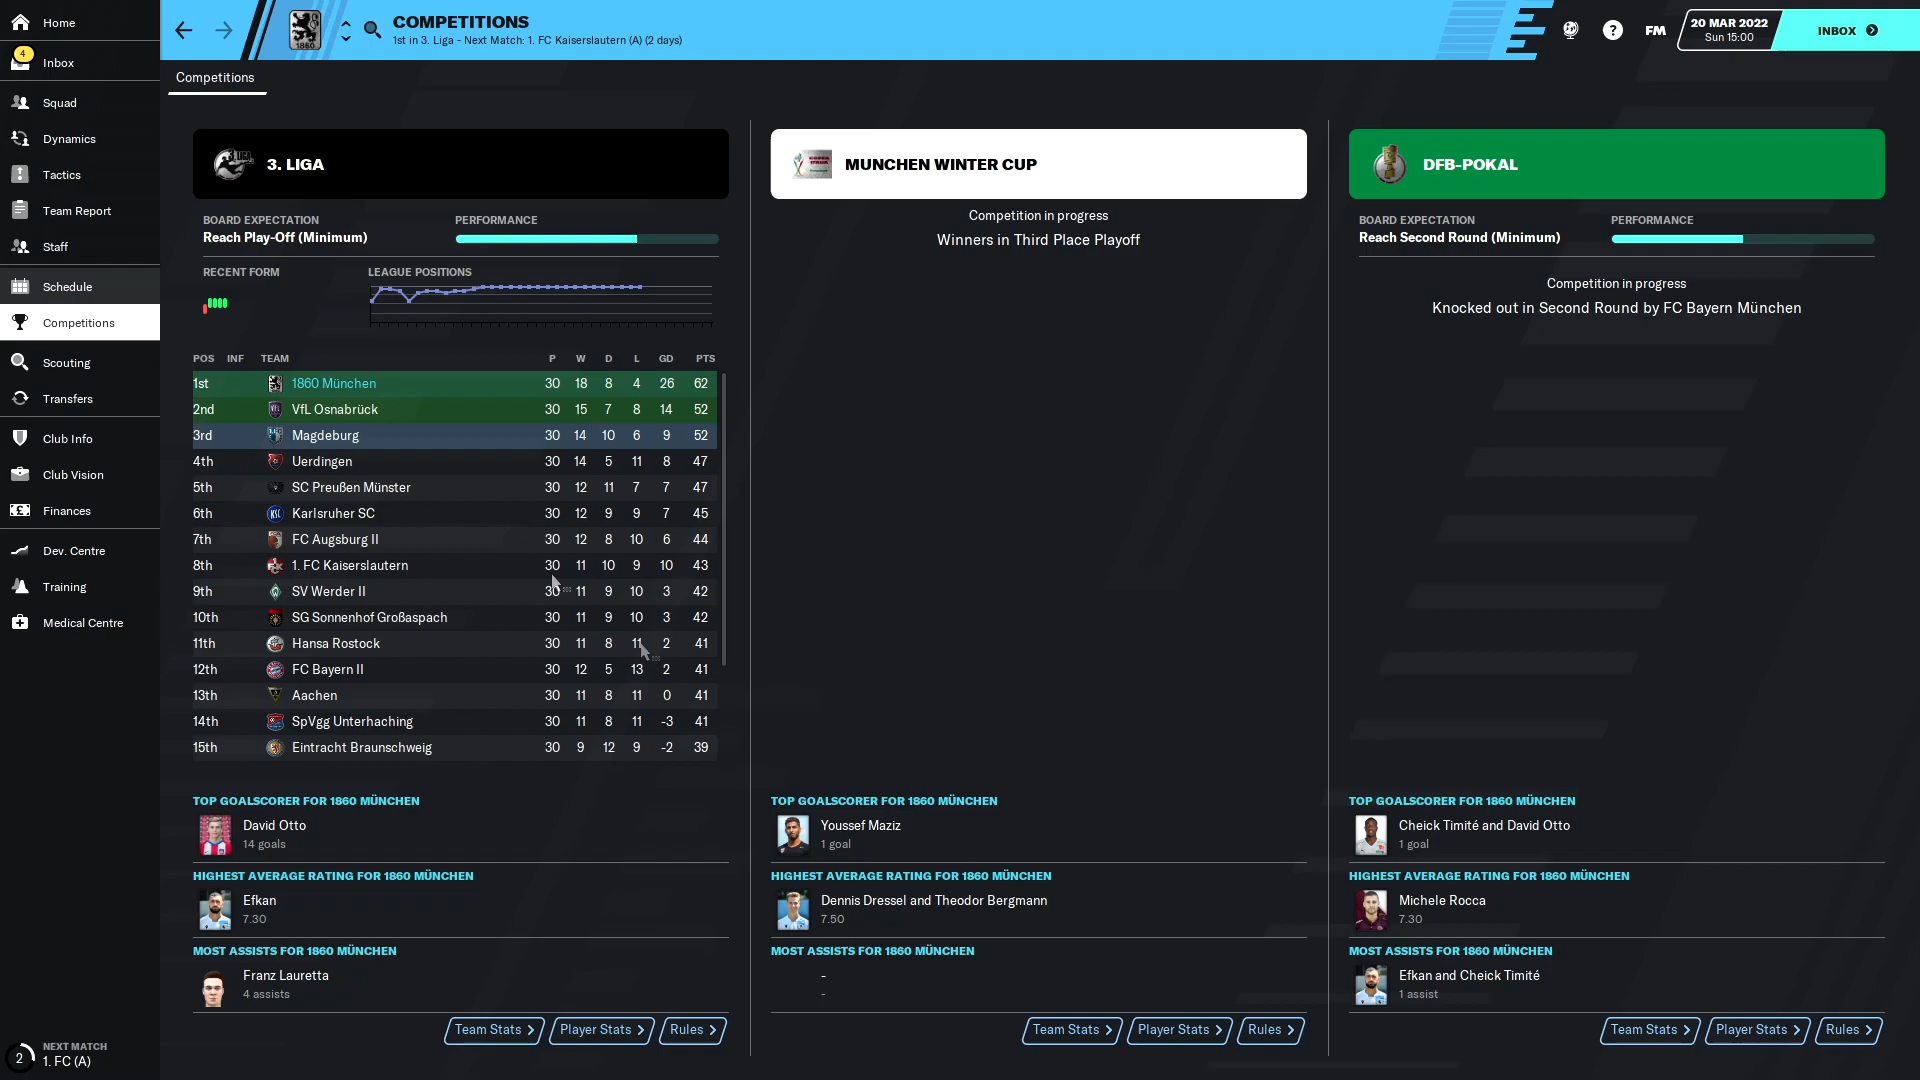 Home
4
Inbox
Squad
Dynamics
Tactics
Team Report
Staff
Schedule
Competitions
Scouting
Transfers
Club Info
Club Vision
Finances
Dev. Centre
Training
Medical Centre
2
NEXT MATCH
1. FC (A)
1860
COMPETITIONS
1st in 3. Liga - Next Match: 1. FC Kaiserslautern (A) (2 days)
?
FM
20 MAR 2022
Sun 15:00
INBOX
Competitions
3. LIGA
BOARD EXPECTATION PERFORMANCE
Reach Play-Off (Minimum)
RECENT FORM LEAGUE POSITIONS
POS INF TEAM P W D L GD PTS
1st 1860 München 30 18 8 4 26 62
2nd VfL Osnabrück 30 15 7 8 14 52
3rd Magdeburg 30 14 10 6 9 52
4th Uerdingen 30 14 5 11 8 47
5th SC Preußen Münster 30 12 11 7 7 47
6th Karlsruher SC 30 12 9 9 7 45
7th FC Augsburg II 30 12 8 10 6 44
8th 1. FC Kaiserslautern 30 11 10 9 10 43
9th SV Werder II 30 11 9 10 3 42
10th SG Sonnenhof Großaspach 30 11 9 10 3 42
11th Hansa Rostock 30 11 8 11 2 41
12th FC Bayern II 30 12 5 13 2 41
13th Aachen 30 11 8 11 0 41
14th SpVgg Unterhaching 30 11 8 11 -3 41
15th Eintracht Braunschweig 30 9 12 9 -2 39
TOP GOALSCORER FOR 1860 MÜNCHEN
David Otto
14 goals
HIGHEST AVERAGE RATING FOR 1860 MÜNCHEN
Efkan
7.30
MOST ASSISTS FOR 1860 MÜNCHEN
Franz Lauretta
4 assists
Team Stats Player Stats Rules
MUNCHEN WINTER CUP
Competition in progress
Winners in Third Place Playoff
TOP GOALSCORER FOR 1860 MÜNCHEN
Youssef Maziz
1 goal
HIGHEST AVERAGE RATING FOR 1860 MÜNCHEN
Dennis Dressel and Theodor Bergmann
7.50
MOST ASSISTS FOR 1860 MÜNCHEN
-
-
Team Stats Player Stats Rules
DFB-POKAL
BOARD EXPECTATION PERFORMANCE
Reach Second Round (Minimum)
Competition in progress
Knocked out in Second Round by FC Bayern München
TOP GOALSCORER FOR 1860 MÜNCHEN
Cheick Timité and David Otto
1 goal
HIGHEST AVERAGE RATING FOR 1860 MÜNCHEN
Michele Rocca
7.30
MOST ASSISTS FOR 1860 MÜNCHEN
Efkan and Cheick Timité
1 assist
Team Stats Player Stats Rules